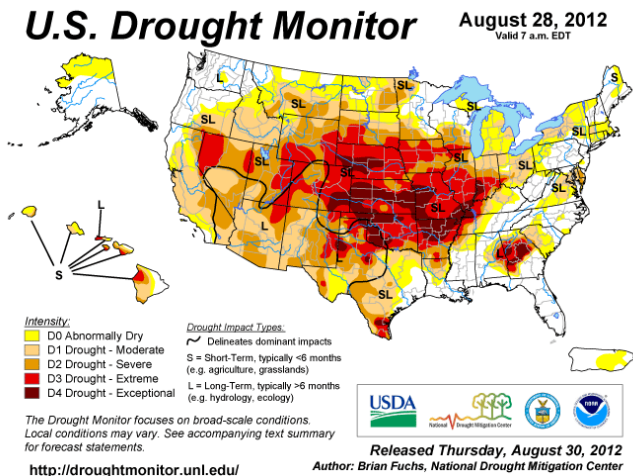 U.S. Drought Monitor
August 28, 2012
Valid 7 a.m. EDT
L
SL
S
SL
SL
SL
SL
SL
SL
SL
SL
SL
SL
L
L
L
SL
L
S
Intensity:
D0 Abnormally Dry
D1 Drought - Moderate
D2 Drought - Severe
D3 Drought - Extreme
D4 Drought - Exceptional
Drought Impact Types:
Delineates dominant impacts
S = Short-Term, typically <6 months
(e.g. agriculture, grasslands)
L = Long-Term, typically >6 months
(e.g. hydrology, ecology)
The Drought Monitor focuses on broad-scale conditions.
Local conditions may vary. See accompanying text summary
for forecast statements.
http://droughtmonitor.unl.edu/
USDA
National Drought Mitigation Center
noaa
Released Thursday, August 30, 2012
Author: Brian Fuchs, National Drought Mitigation Center